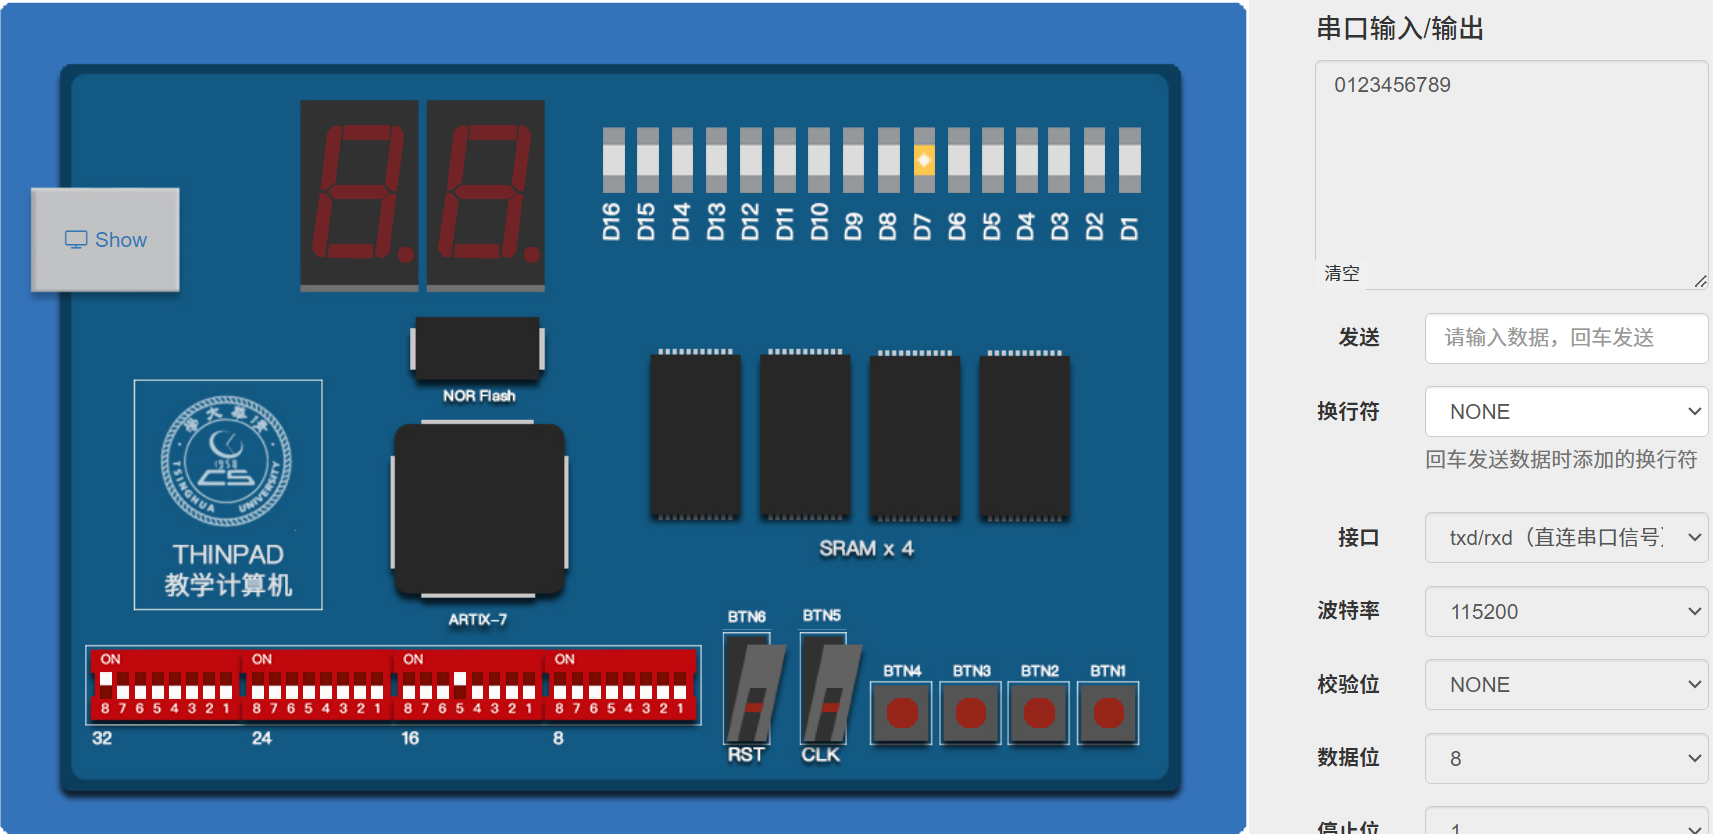 Show
D16 D15 D14 D13 D12 D11 D10 D9 D8 D7 D6 D5 D4 D3 D2 D1
NOR Flash
1958
TSINGHUA UNIVERSITY
THINPAD
教学计算机
ARTIX-7
SRAM x 4
BTN6 BTN5
BTN4 BTN3 BTN2 BTN1
RST CLK
ON ON ON ON
8 7 6 5 4 3 2 1 8 7 6 5 4 3 2 1 8 7 6 5 4 3 2 1 8 7 6 5 4 3 2 1
32 24 16 8
串口输入/输出
0123456789
清空
发送 请输入数据，回车发送
换行符 NONE
回车发送数据时添加的换行符
接口 txd/rxd（直连串口信号）
波特率 115200
校验位 NONE
数据位 8
停止位 1